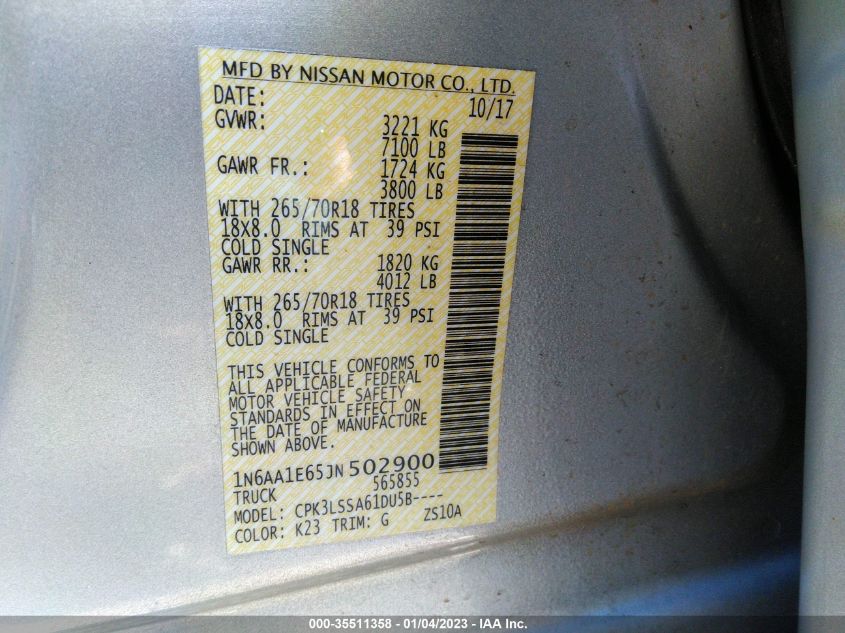 MFD BY NISSAN MOTOR CO., LTD.
DATE: 10/17
GVWR: 3221 KG
7100 LB
GAWR FR.: 1724 KG
3800 LB
WITH 265/70R18 TIRES
18X8.0 RIMS AT 39 PSI
COLD SINGLE
GAWR RR.: 1820 KG
4012 LB
WITH 265/70R18 TIRES
18X8.0 RIMS AT 39 PSI
COLD SINGLE
THIS VEHICLE CONFORMS TO
ALL APPLICABLE FEDERAL
MOTOR VEHICLE SAFETY
STANDARDS IN EFFECT ON
THE DATE OF MANUFACTURE
SHOWN ABOVE.
1N6AA1E65JN502900
TRUCK 565855
MODEL: CPK3LSSA61DU5B----
COLOR: K23 TRIM: G ZS10A
000-35511358 - 01/04/2023 - IAA Inc.